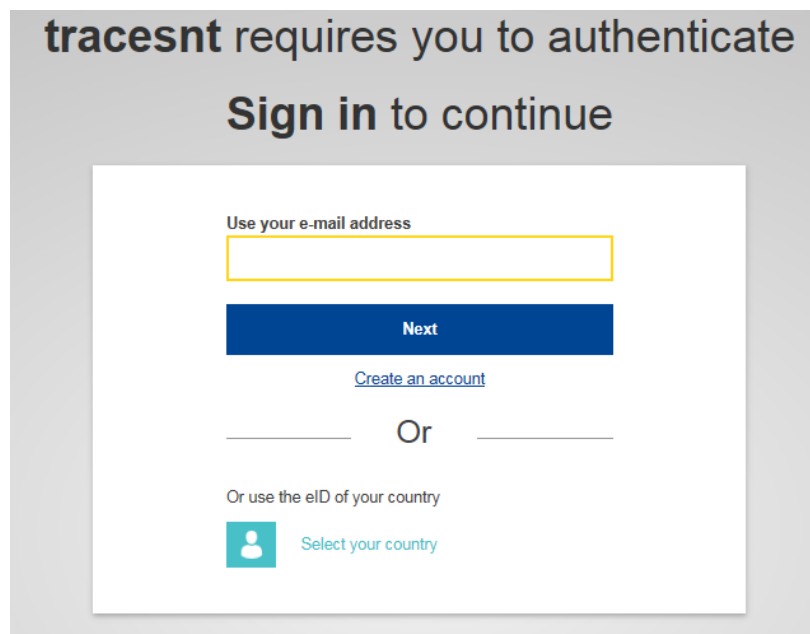 tracesnt requires you to authenticate
Sign in to continue
Use your e-mail address
Next
Create an account
Or
Or use the eID of your country
Select your country